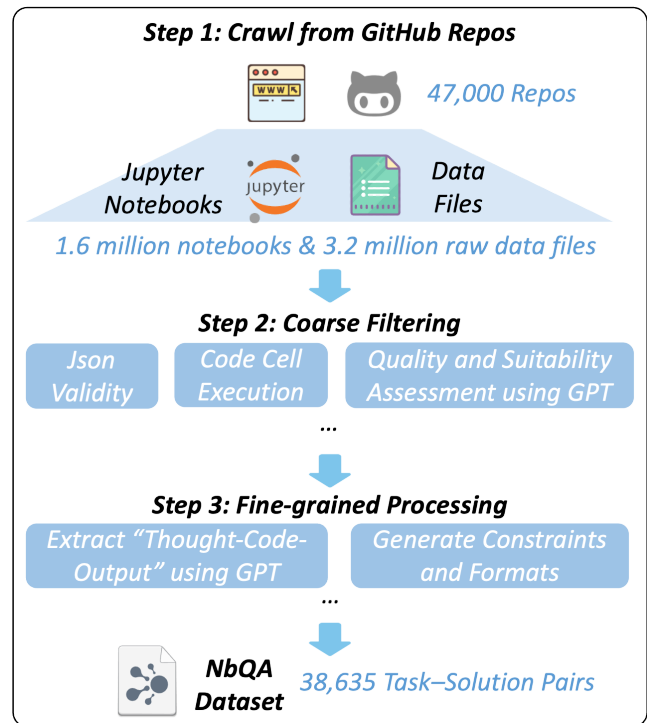 Step 1: Crawl from GitHub Repos
WWW
47,000 Repos
Jupyter
Notebooks
jupyter
Data
Files
1.6 million notebooks & 3.2 million raw data files
Step 2: Coarse Filtering
Json
Validity
Code Cell
Execution
Quality and Suitability
Assessment using GPT
...
Step 3: Fine-grained Processing
Extract “Thought-Code-
Output” using GPT
Generate Constraints
and Formats
...
NbQA
Dataset
38,635 Task–Solution Pairs